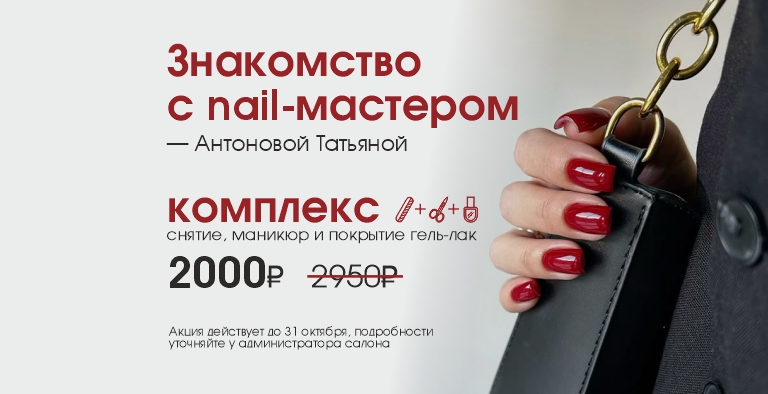 Знакомство
с nail-мастером
— Антоновой Татьяной
комплекс
снятие, маникюр и покрытие гель-лак
2000₽ 2950₽
Акция действует до 31 октября, подробности
уточняйте у администратора салона